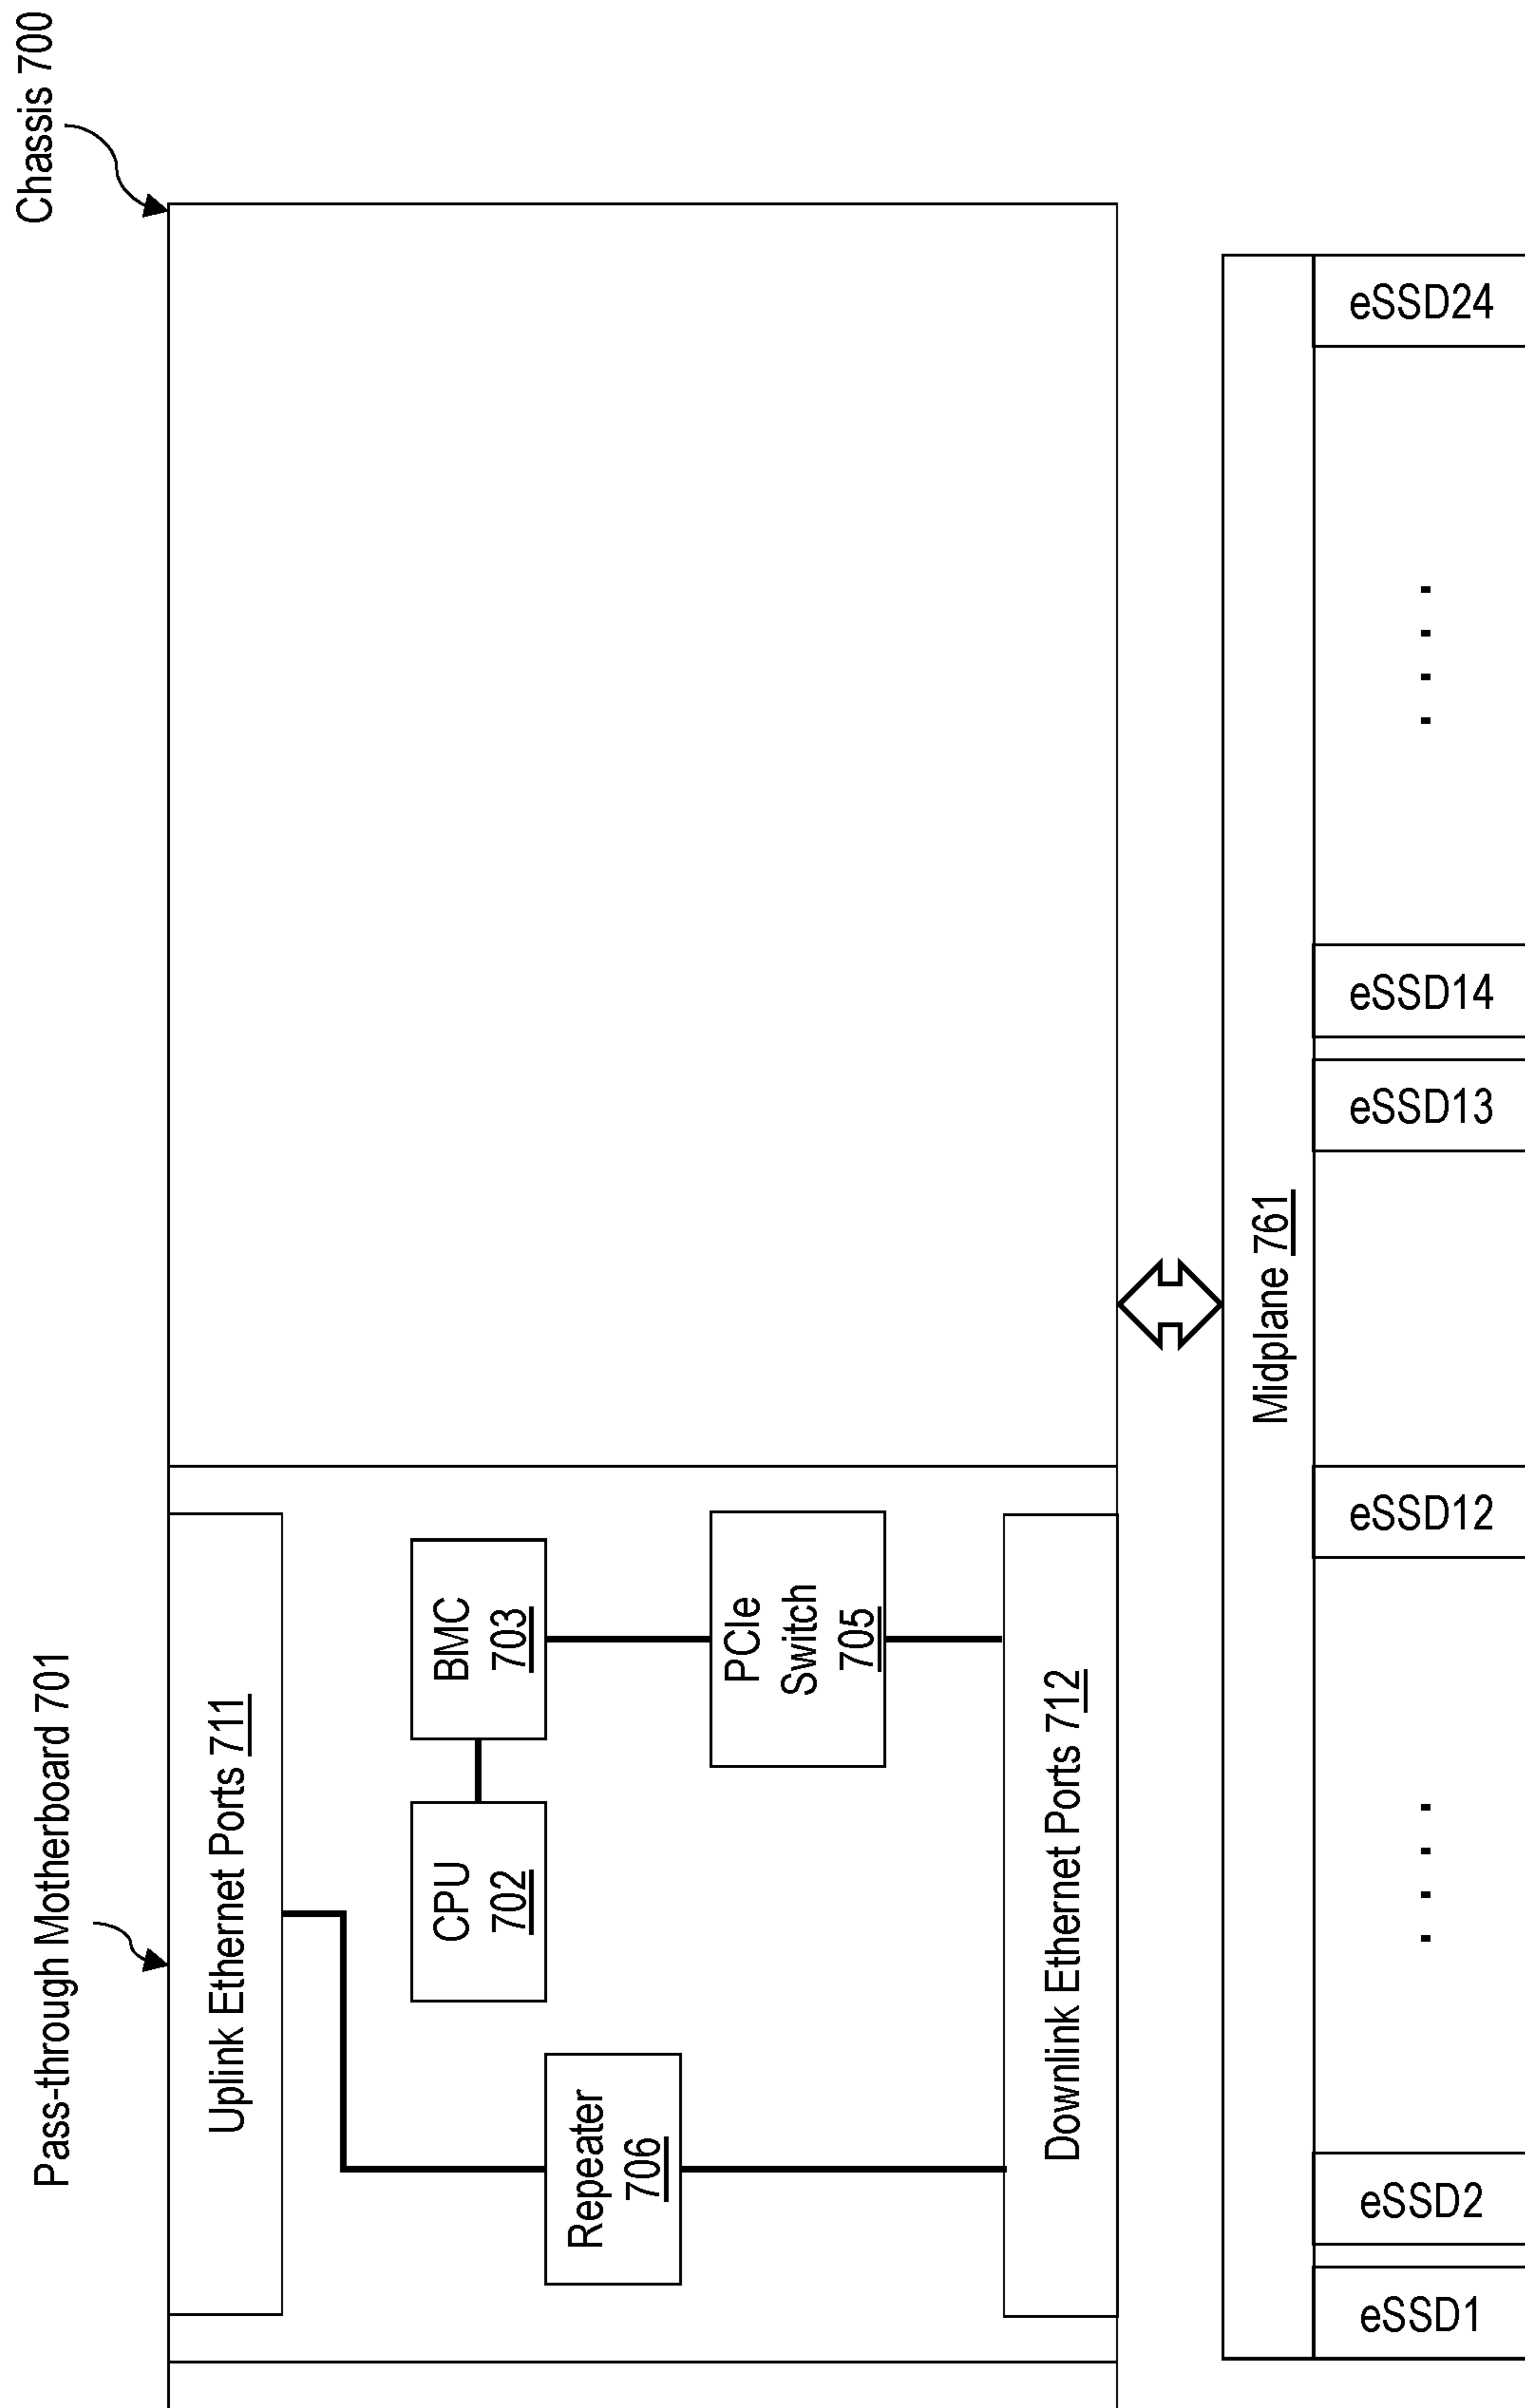 Chassis 700
Pass-through Motherboard 701
Uplink Ethernet Ports 711
CPU
702
BMC
703
Repeater
706
PCIe
Switch
705
Downlink Ethernet Ports 712
Midplane 761
eSSD1
eSSD2
eSSD12
eSSD13
eSSD14
eSSD24